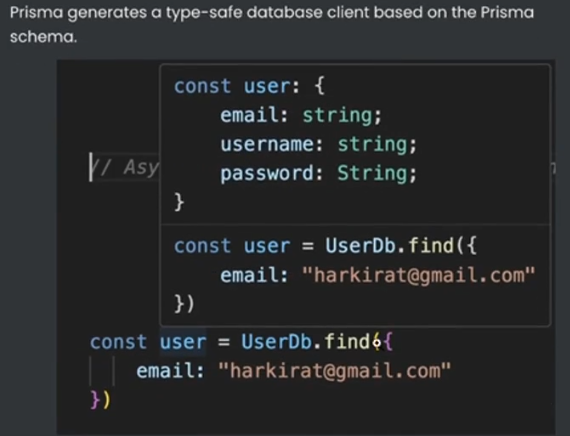 Prisma generates a type-safe database client based on the Prisma
schema.
const user: {
email: string;
username: string;
password: String;
}
// Asy
const user = UserDb.find({
email: "harkirat@gmail.com"
})
const user = UserDb.find({
email: "harkirat@gmail.com"
})